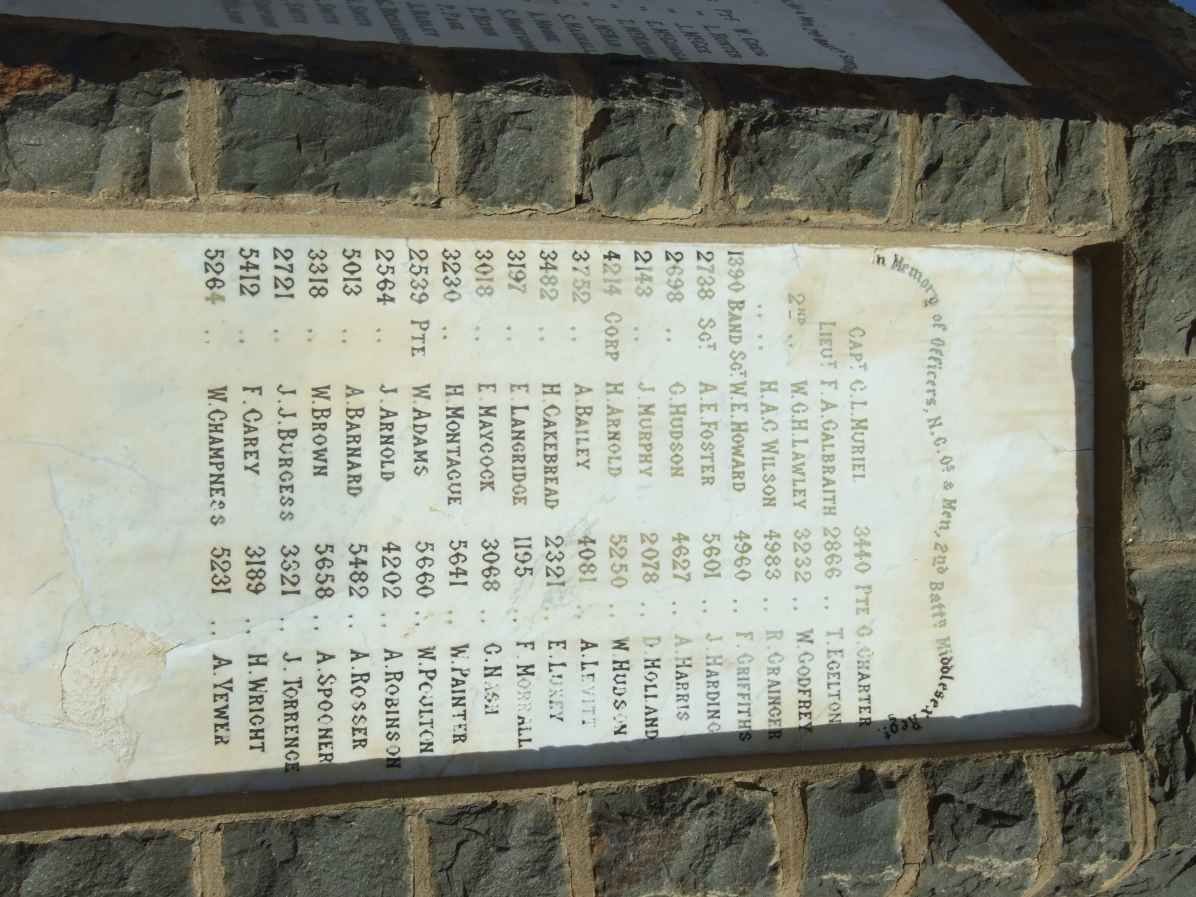 In Memory of Officers, N.C.Os & Men, 2nd Battn Middlesex Regt
CAPT C.L. MURIEL 3440 PTE G. CHARTER
LIEUT F.A. GALBRAITH 2866 .. T. EGELTON
2ND .. W.G.H. LAWLEY 3232 .. W. GODFREY
.. .. H.A.C. WILSON 4983 .. R. GRAINGER
1390 BAND SGT W.E. HOWARD 4960 .. F. GRIFFITHS
2738 SGT A.E. FOSTER 5601 .. J. HARDING
2698 .. G. HUDSON 4627 .. A. HARRIS
2143 .. J. MURPHY 2078 .. D. HOLLAND
4214 CORP H. ARNOLD 5250 .. W. HUDSON
3752 .. A. BAILEY 4081 .. A. LEVITT
3482 .. H. CAKEBREAD 2321 .. E. LUXEY
3197 .. E. LANGRIDGE 1195 .. F. MORRALL
3018 .. E. MAYCOCK 3068 .. G. NASH
3230 .. H. MONTAGUE 5641 .. W. PAINTER
2539 PTE W. ADAMS 5660 .. W. POULTON
2564 .. J. ARNOLD 4202 .. A. ROBINSON
5013 .. A. BARNARD 5482 .. A. ROSSER
3318 .. W. BROWN 5658 .. A. SPOONER
2721 .. J.J. BURGESS 3321 .. J. TORRENCE
5412 .. F. CAREY 3189 .. H. WRIGHT
5264 .. W. CHAMPNESS 5231 .. A. YEWER